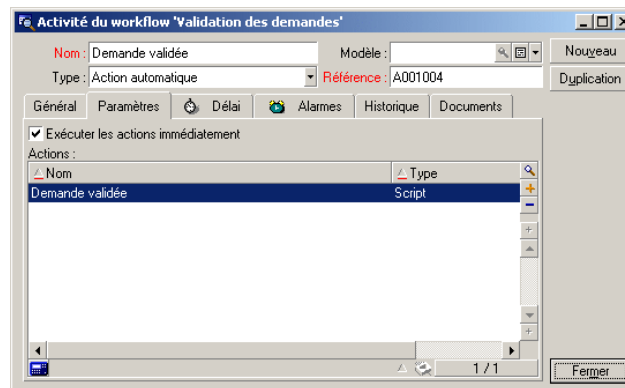 Activité du workflow 'Validation des demandes'
Nom : Demande validée Modèle : Nouveau
Type : Action automatique Référence : A001004 Duplication
Général Paramètres Délai Alarmes Historique Documents
Exécuter les actions immédiatement
Actions :
Nom Type
Demande validée Script
1 / 1
Fermer